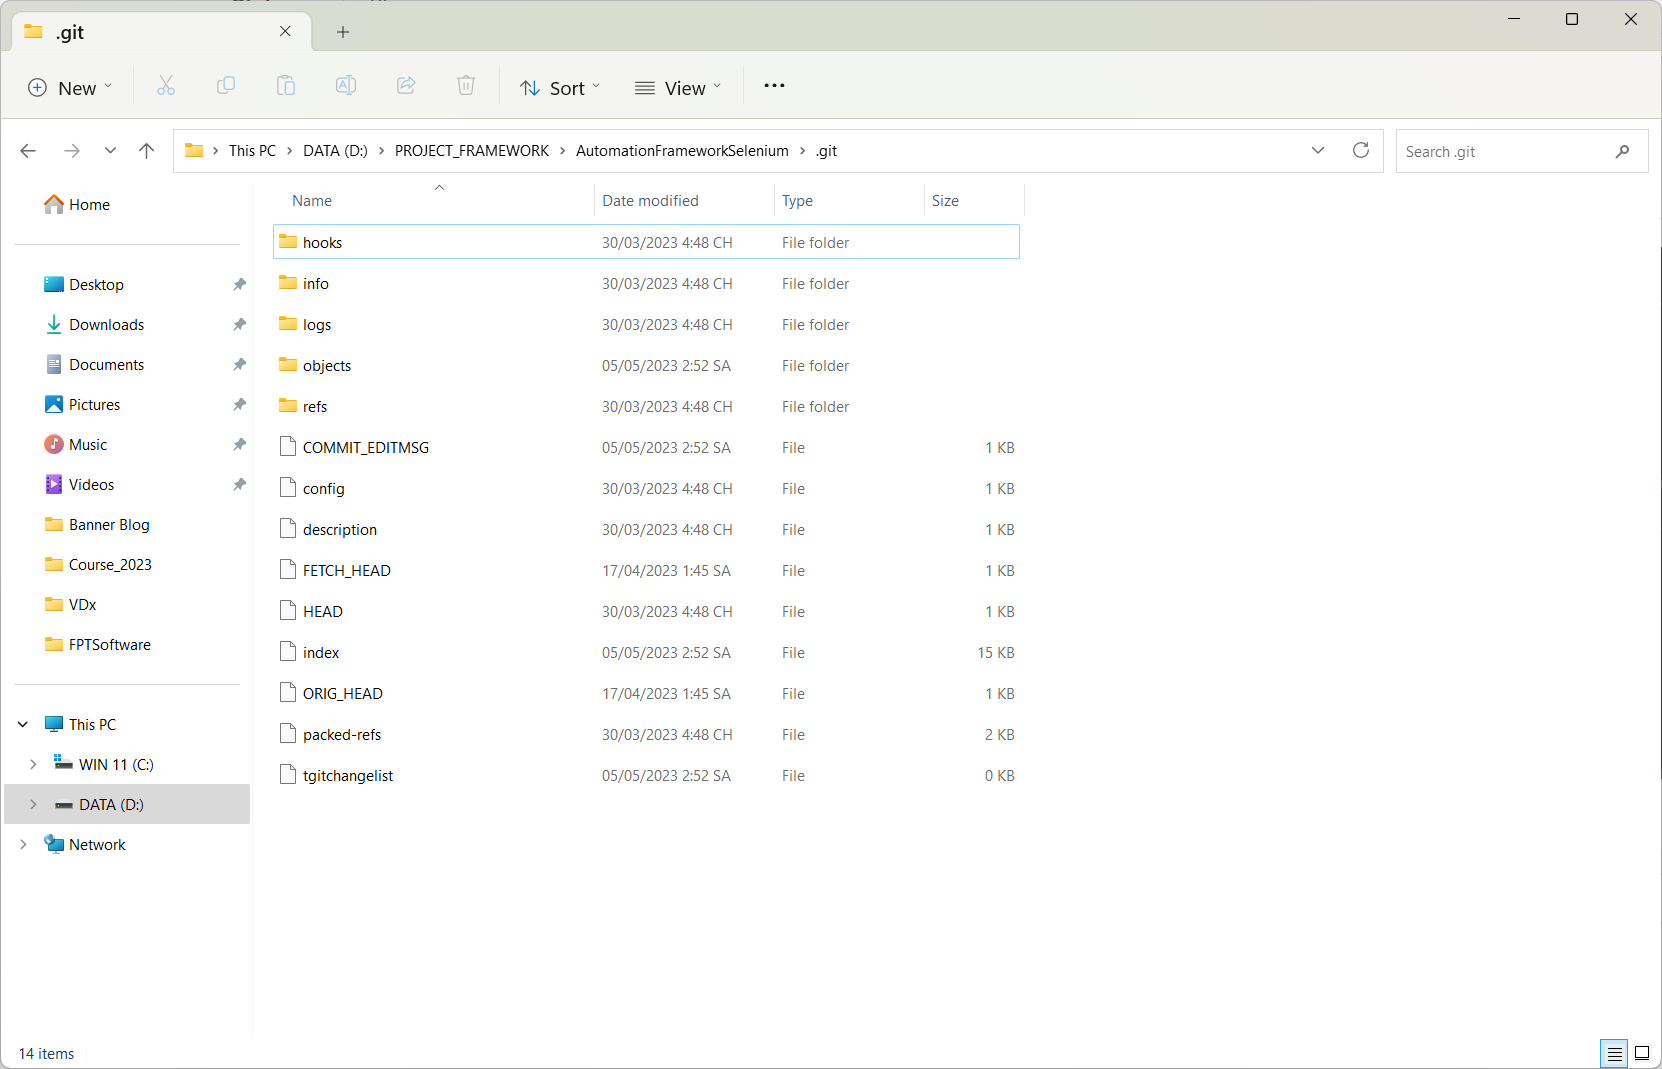 .git
New
Sort
View
This PC > DATA (D:) > PROJECT_FRAMEWORK > AutomationFrameworkSelenium > .git
Search .git
Home
Desktop
Downloads
Documents
Pictures
Music
Videos
Banner Blog
Course_2023
VDx
FPTSoftware
This PC
WIN 11 (C:)
DATA (D:)
Network
Name Date modified Type Size
hooks 30/03/2023 4:48 CH File folder
info 30/03/2023 4:48 CH File folder
logs 30/03/2023 4:48 CH File folder
objects 05/05/2023 2:52 SA File folder
refs 30/03/2023 4:48 CH File folder
COMMIT_EDITMSG 05/05/2023 2:52 SA File 1 KB
config 30/03/2023 4:48 CH File 1 KB
description 30/03/2023 4:48 CH File 1 KB
FETCH_HEAD 17/04/2023 1:45 SA File 1 KB
HEAD 30/03/2023 4:48 CH File 1 KB
index 05/05/2023 2:52 SA File 15 KB
ORIG_HEAD 17/04/2023 1:45 SA File 1 KB
packed-refs 30/03/2023 4:48 CH File 2 KB
tgitchangelist 05/05/2023 2:52 SA File 0 KB
14 items